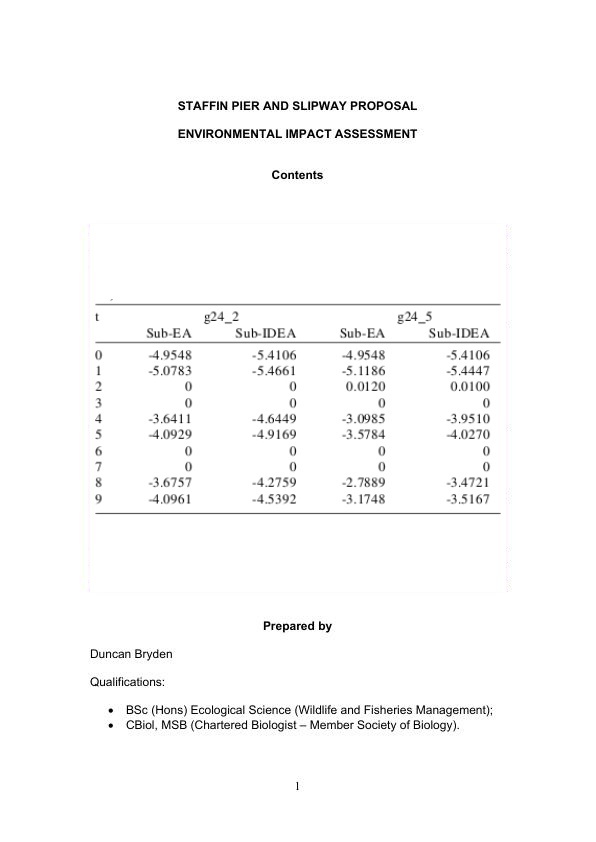 STAFFIN PIER AND SLIPWAY PROPOSAL
ENVIRONMENTAL IMPACT ASSESSMENT
Contents
t g24_2 g24_5
Sub-EA Sub-IDEA Sub-EA Sub-IDEA
0 -4.9548 -5.4106 -4.9548 -5.4106
1 -5.0783 -5.4661 -5.1186 -5.4447
2 0 0 0.0120 0.0100
3 0 0 0 0
4 -3.6411 -4.6449 -3.0985 -3.9510
5 -4.0929 -4.9169 -3.5784 -4.0270
6 0 0 0 0
7 0 0 0 0
8 -3.6757 -4.2759 -2.7889 -3.4721
9 -4.0961 -4.5392 -3.1748 -3.5167
Prepared by
Duncan Bryden
Qualifications:
• BSc (Hons) Ecological Science (Wildlife and Fisheries Management);
• CBiol, MSB (Chartered Biologist – Member Society of Biology).
1